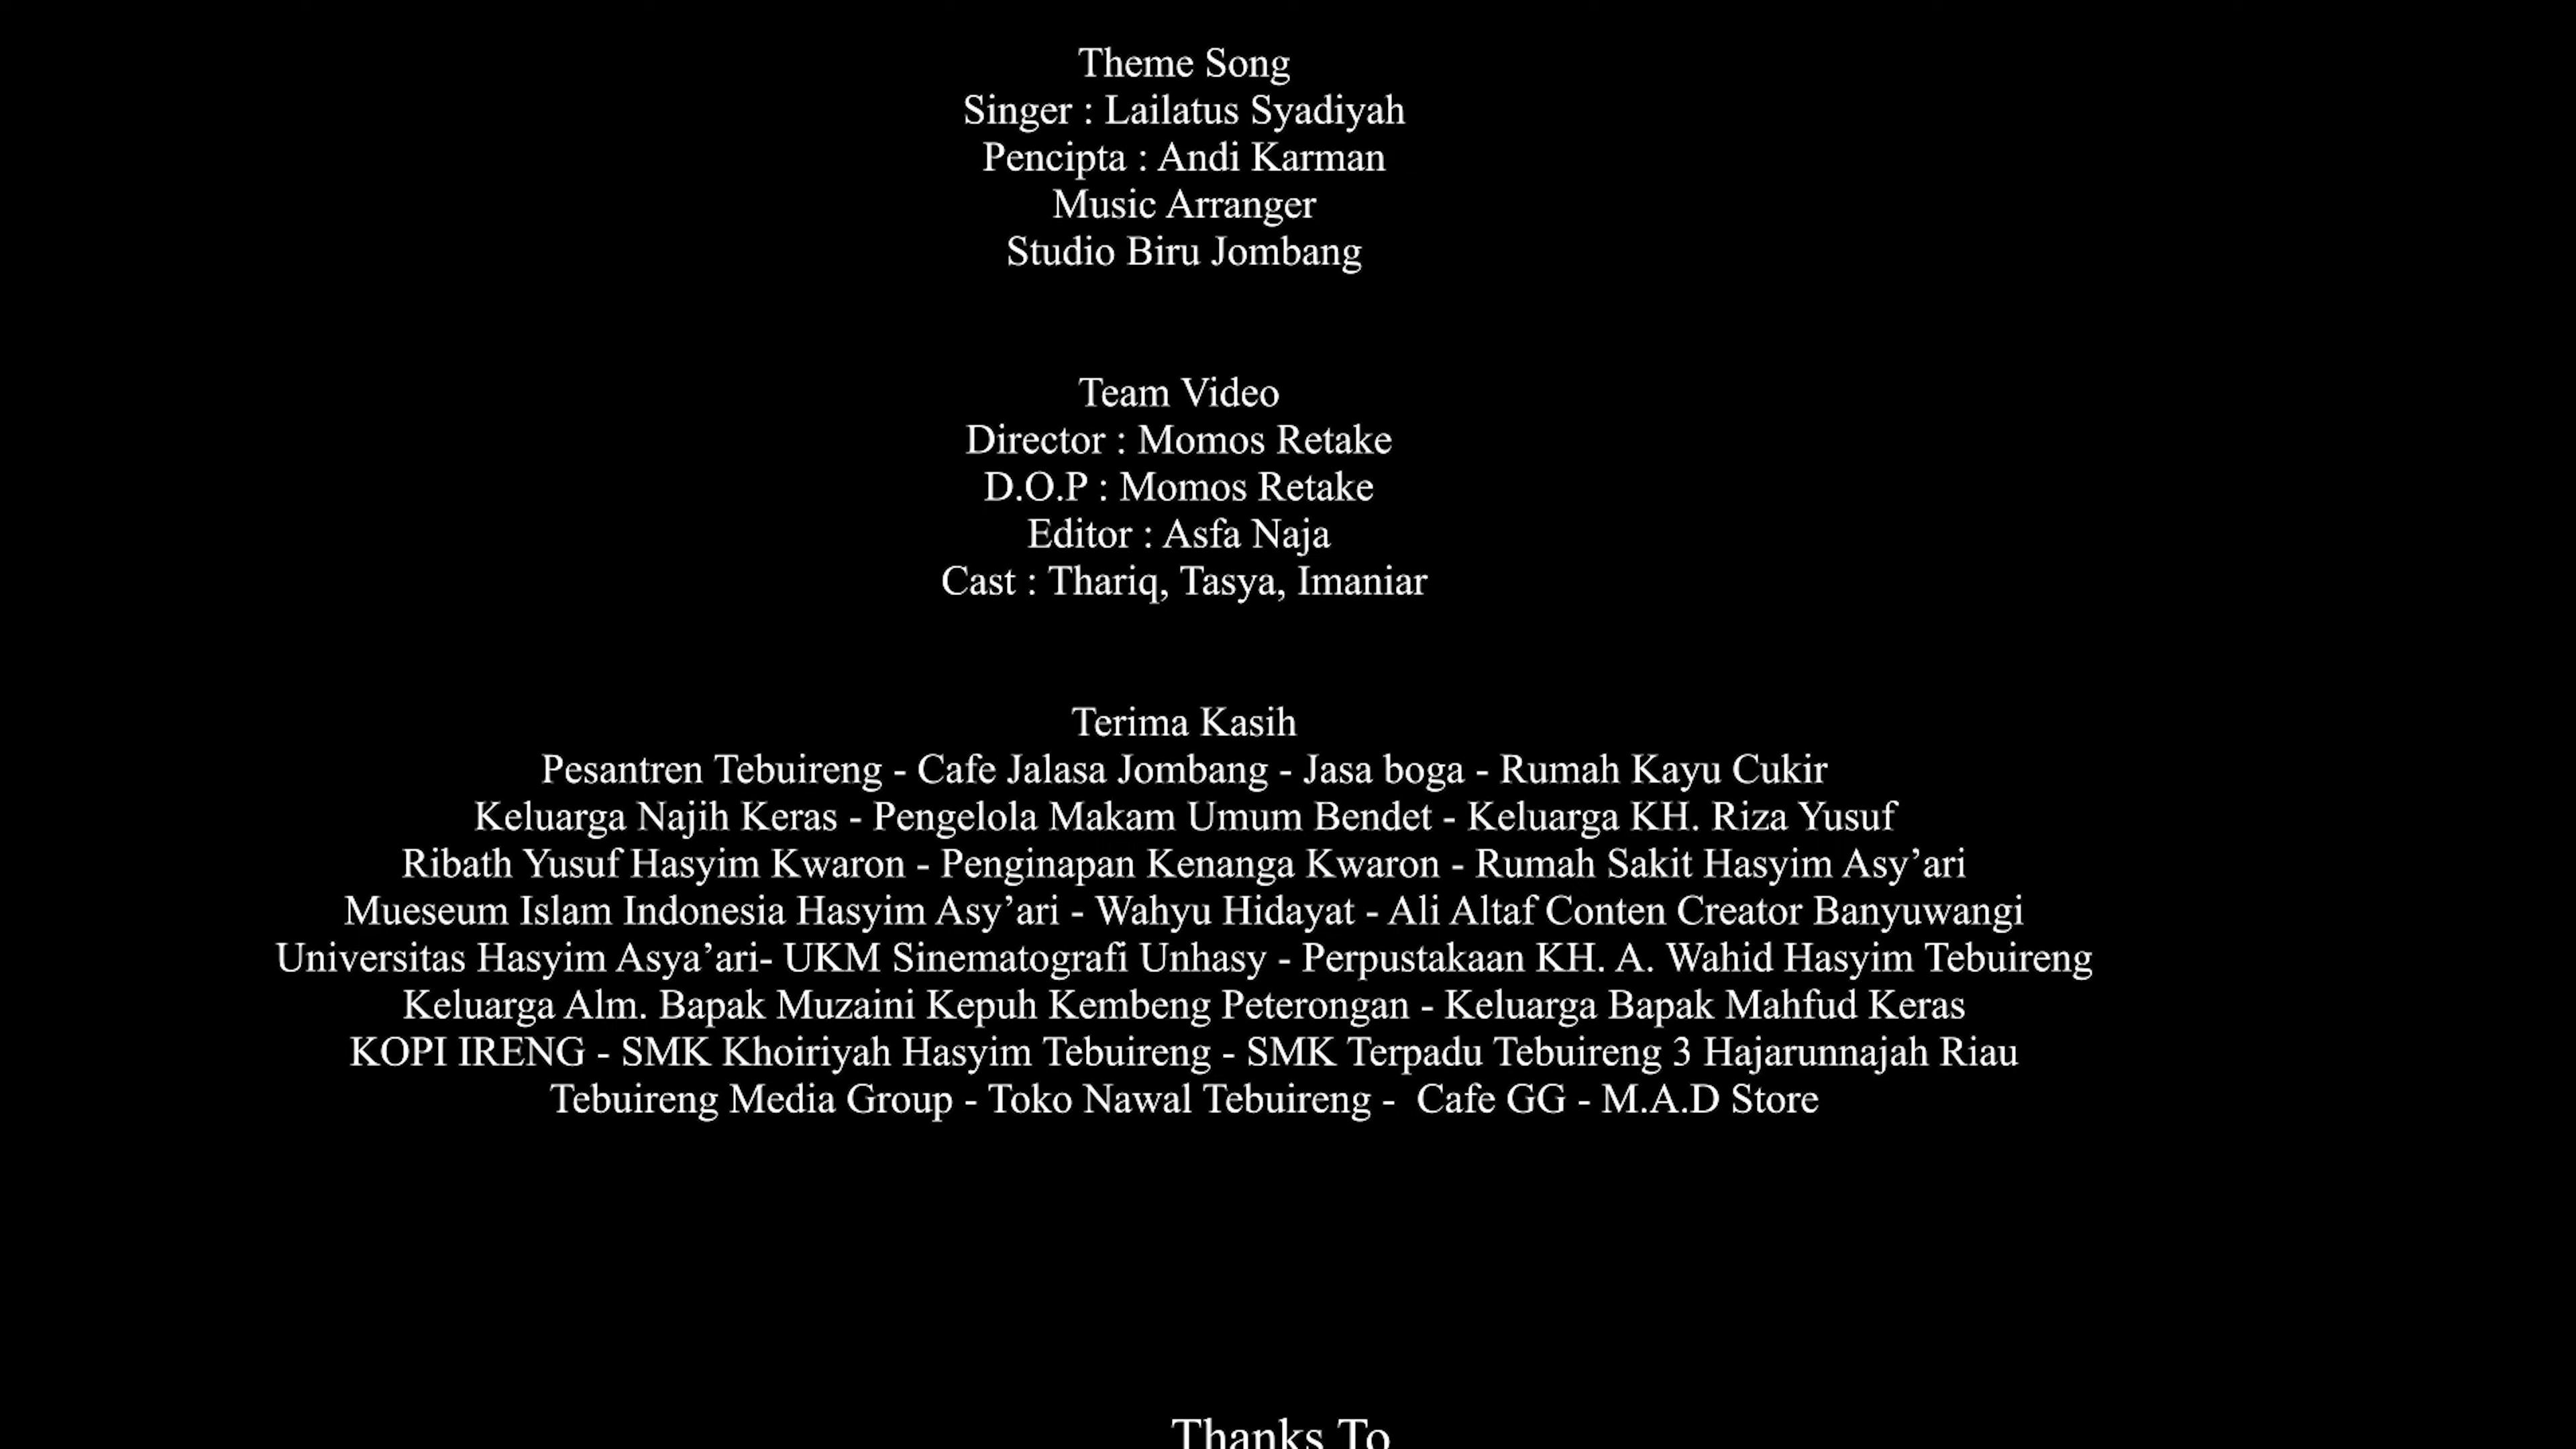 Theme Song
Singer : Lailatus Syadiyah
Pencipta : Andi Karman
Music Arranger
Studio Biru Jombang
Team Video
Director : Momos Retake
D.O.P : Momos Retake
Editor : Asfa Naja
Cast : Thariq, Tasya, Imaniar
Terima Kasih
Pesantren Tebuireng - Cafe Jalasa Jombang - Jasa boga - Rumah Kayu Cukir
Keluarga Najih Keras - Pengelola Makam Umum Bendet - Keluarga KH. Riza Yusuf
Ribath Yusuf Hasyim Kwaron - Penginapan Kenanga Kwaron - Rumah Sakit Hasyim Asy’ari
Mueseum Islam Indonesia Hasyim Asy’ari - Wahyu Hidayat - Ali Altaf Conten Creator Banyuwangi
Universitas Hasyim Asya’ari- UKM Sinematografi Unhasy - Perpustakaan KH. A. Wahid Hasyim Tebuireng
Keluarga Alm. Bapak Muzaini Kepuh Kembeng Peterongan - Keluarga Bapak Mahfud Keras
KOPI IRENG - SMK Khoiriyah Hasyim Tebuireng - SMK Terpadu Tebuireng 3 Hajarunnajah Riau
Tebuireng Media Group - Toko Nawal Tebuireng -  Cafe GG - M.A.D Store
Thanks To